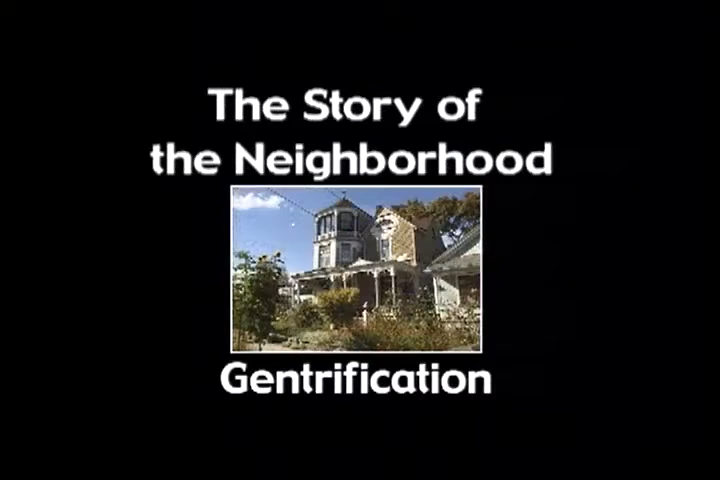 The Story of
the Neighborhood
Gentrification